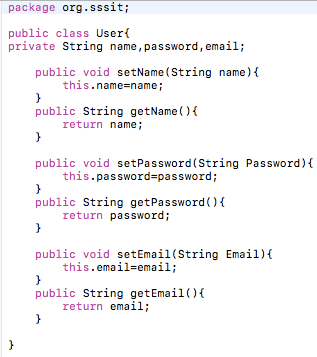 package org.sssit;
public class User{
private String name,password,email;
public void setName(String name){
this.name=name;
}
public String getName(){
return name;
}
public void setPassword(String Password){
this.password=password;
}
public String getPassword(){
return password;
}
public void setEmail(String Email){
this.email=email;
}
public String getEmail(){
return email;
}
}